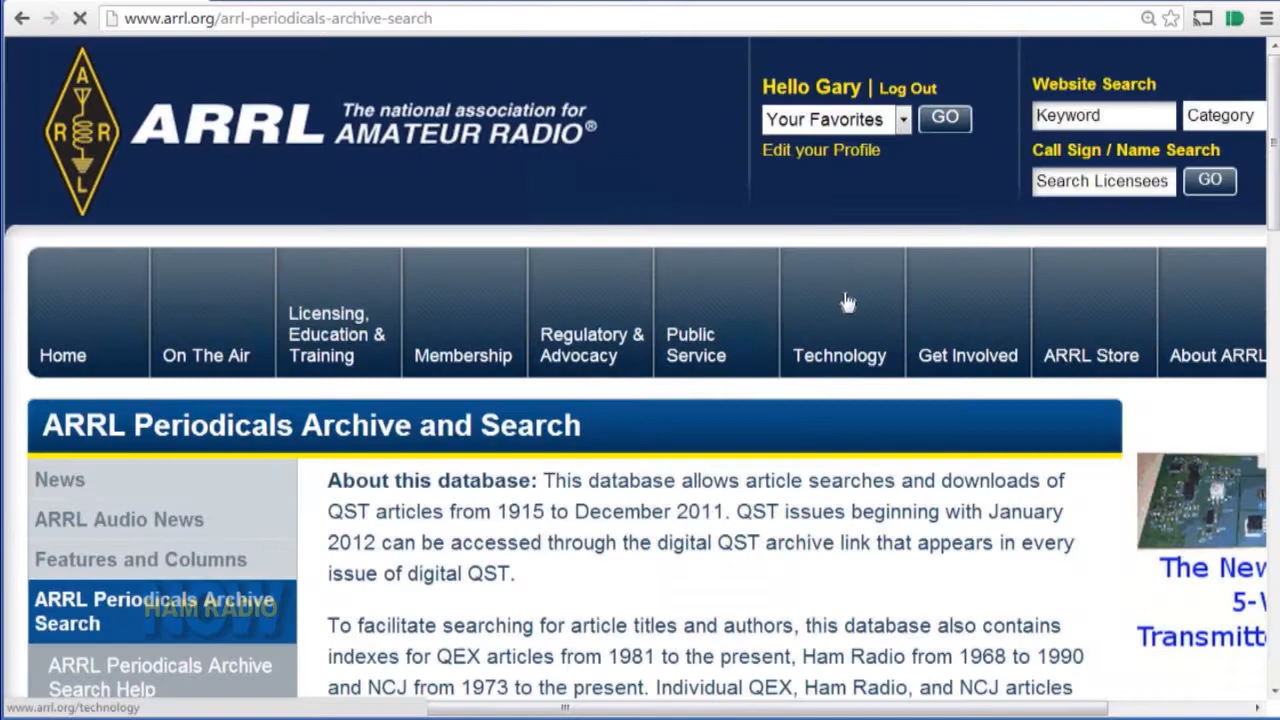 www.arrl.org/arrl-periodicals-archive-search
A
R R
L
ARRL The national association for
AMATEUR RADIO®
Hello Gary | Log Out
Your Favorites GO
Edit your Profile
Website Search
Keyword Category
Call Sign / Name Search
Search Licensees GO
Home
On The Air
Licensing,
Education &
Training
Membership
Regulatory &
Advocacy
Public
Service
Technology
Get Involved
ARRL Store
About ARRL
ARRL Periodicals Archive and Search
News
ARRL Audio News
Features and Columns
ARRL Periodicals Archive
Search
HAM RADIO
NOW
ARRL Periodicals Archive
Search Help
About this database: This database allows article searches and downloads of
QST articles from 1915 to December 2011. QST issues beginning with January
2012 can be accessed through the digital QST archive link that appears in every
issue of digital QST.
To facilitate searching for article titles and authors, this database also contains
indexes for QEX articles from 1981 to the present, Ham Radio from 1968 to 1990
and NCJ from 1973 to the present. Individual QEX, Ham Radio, and NCJ articles
The New
5-
Transmitt
www.arrl.org/technology